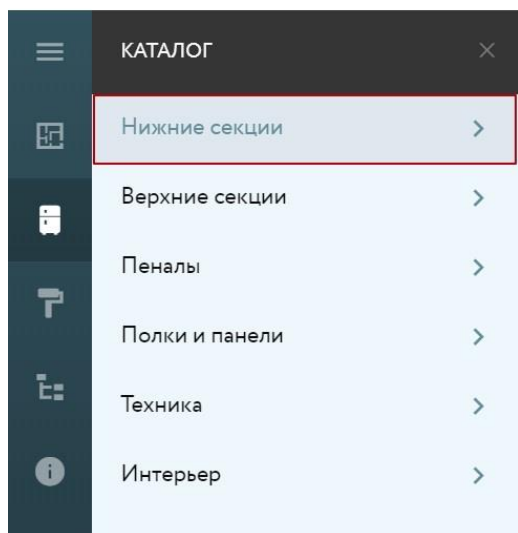 КАТАЛОГ
Нижние секции
Верхние секции
Пеналы
Полки и панели
Техника
Интерьер